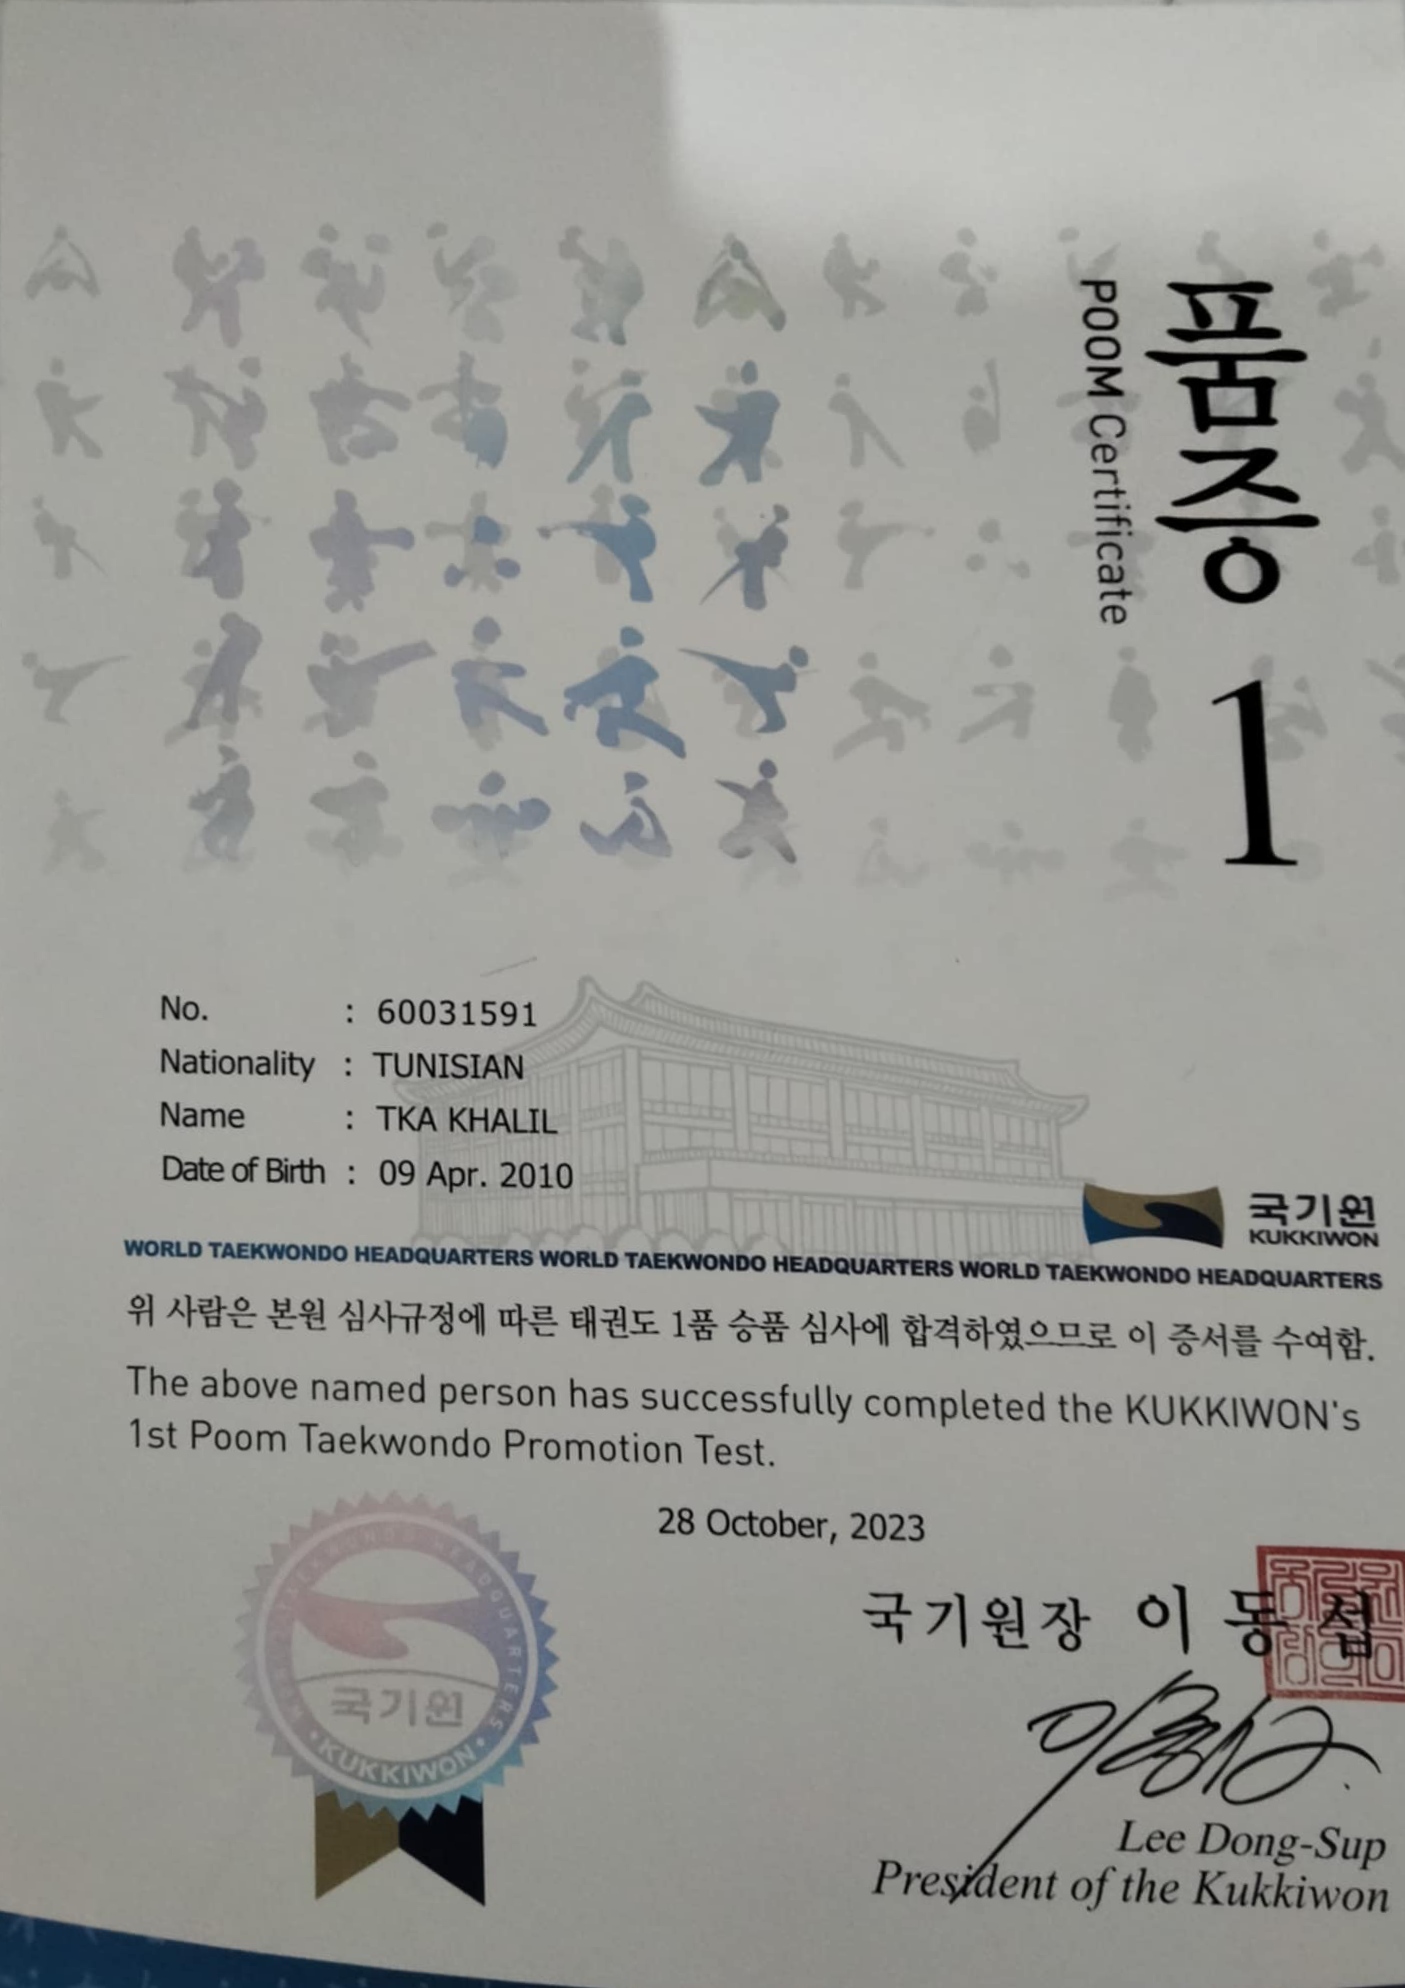 품증 1
POOM Certificate
No. : 60031591
Nationality : TUNISIAN
Name : TKA KHALIL
Date of Birth : 09 Apr. 2010
국기원
KUKKIWON
WORLD TAEKWONDO HEADQUARTERS WORLD TAEKWONDO HEADQUARTERS WORLD TAEKWONDO HEADQUARTERS
위 사람은 본원 심사규정에 따른 태권도 1품 승품 심사에 합격하였으므로 이 증서를 수여함.
The above named person has successfully completed the KUKKIWON's
1st Poom Taekwondo Promotion Test.
28 October, 2023
WORLD TAEKWONDO HEADQUARTERS
국기원
• KUKKIWON •
국기원장 이 동 섭
Lee Dong-Sup
President of the Kukkiwon